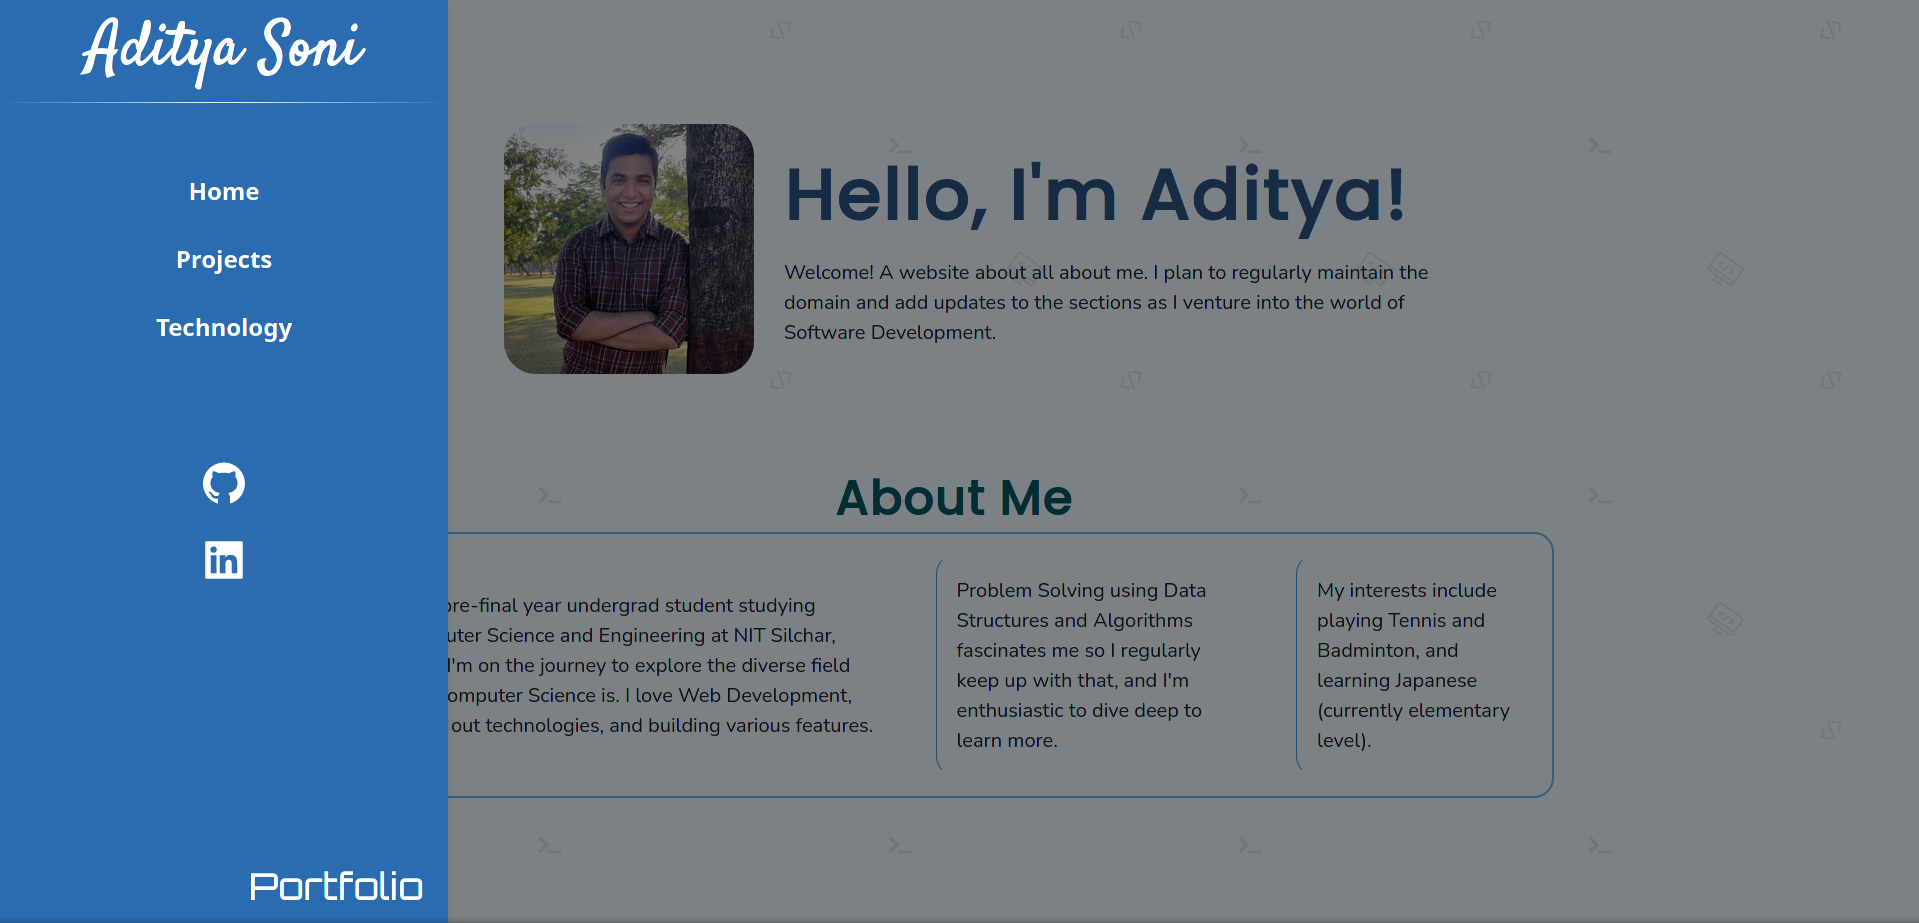 Aditya Soni
Home
Projects
Technology
Portfolio
Hello, I'm Aditya!
Welcome! A website about all about me. I plan to regularly maintain the
domain and add updates to the sections as I venture into the world of
Software Development.
About Me
pre-final year undergrad student studying
uter Science and Engineering at NIT Silchar,
I'm on the journey to explore the diverse field
omputer Science is. I love Web Development,
out technologies, and building various features.
Problem Solving using Data
Structures and Algorithms
fascinates me so I regularly
keep up with that, and I'm
enthusiastic to dive deep to
learn more.
My interests include
playing Tennis and
Badminton, and
learning Japanese
(currently elementary
level).